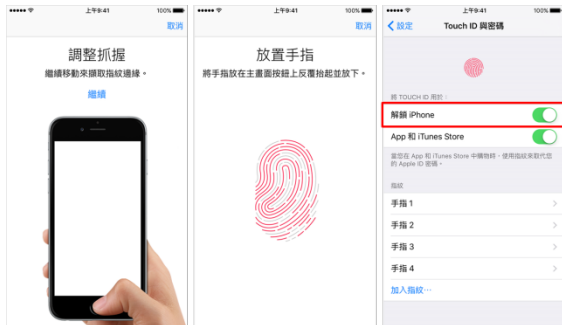 上午9:41
100%
取消
調整抓握
繼續移動來擷取指紋邊緣。
繼續
上午9:41
100%
取消
放置手指
將手指放在主畫面按鈕上反覆抬起並放下。
上午9:41
100%
設定
Touch ID 與密碼
將 TOUCH ID 用於：
解鎖 iPhone
App 和 iTunes Store
當您在 App 和 iTunes Store 中購物時，使用指紋來取代您
的 Apple ID 密碼。
指紋
手指 1
手指 2
手指 3
手指 4
加入指紋⋯